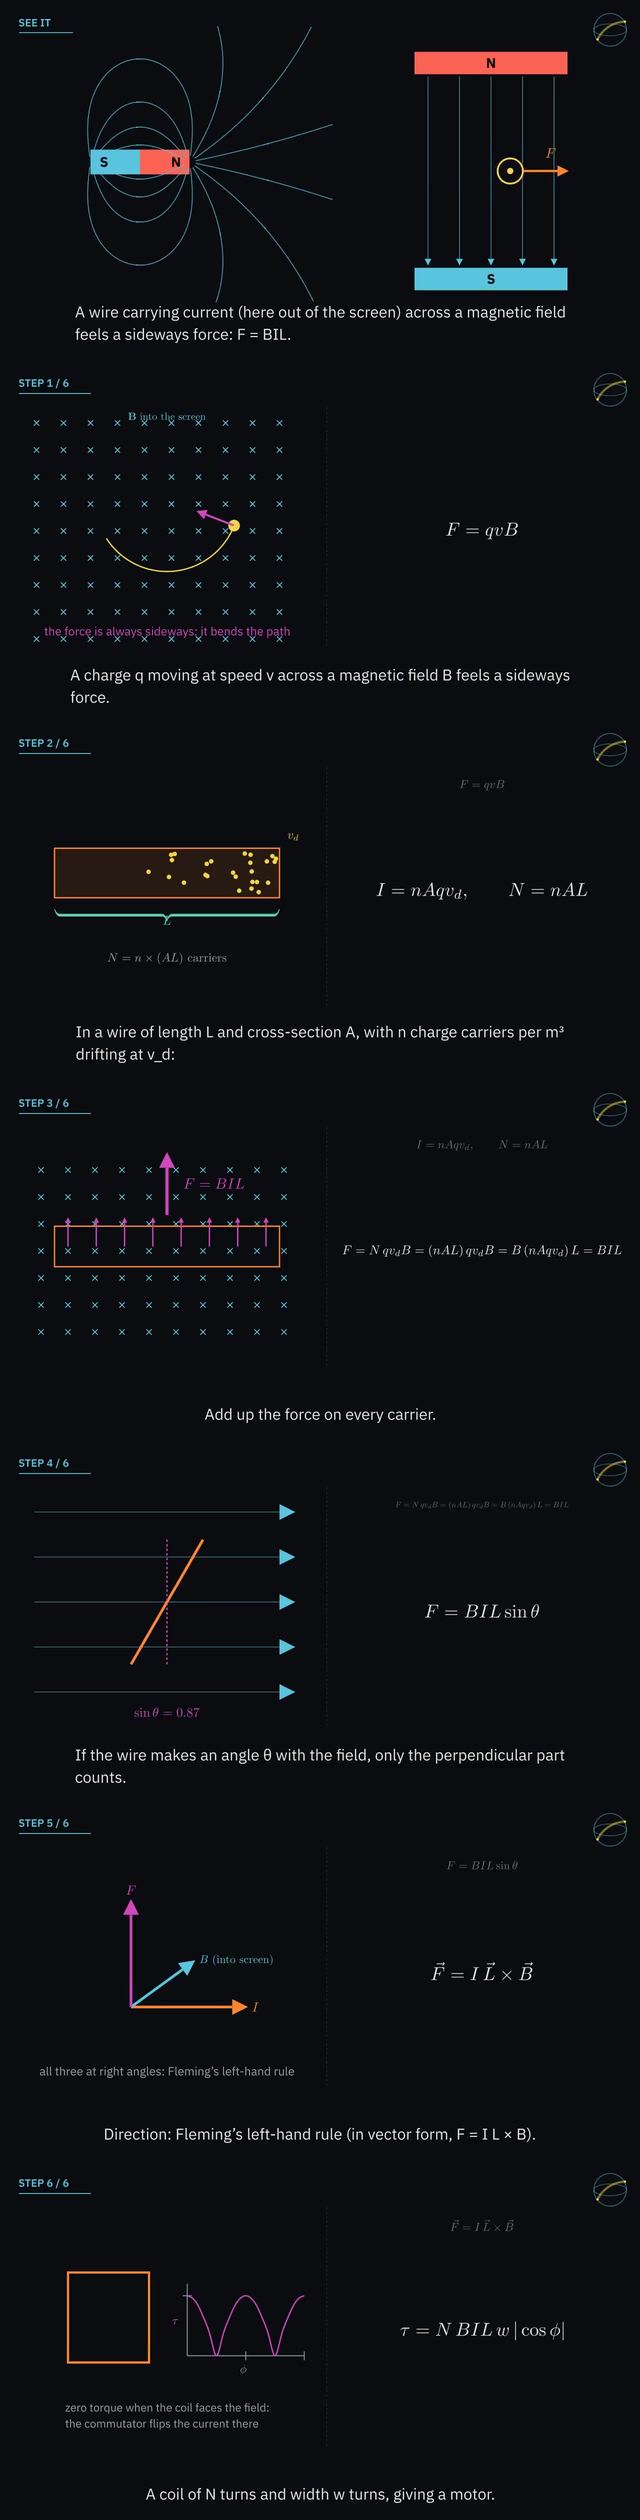 SEE IT
S
N
N
F
S
A wire carrying current (here out of the screen) across a magnetic field
feels a sideways force: F = BIL.
STEP 1 / 6
B into the screen
F = qvB
the force is always sideways; it bends the path
A charge q moving at speed v across a magnetic field B feels a sideways
force.
STEP 2 / 6
F = qvB
v_d
I = nAqv_d, N = nAL
L
N = n × (AL) carriers
In a wire of length L and cross-section A, with n charge carriers per m³
drifting at v_d:
STEP 3 / 6
I = nAqv_d, N = nAL
F = BIL
F = N qv_dB = (nAL) qv_dB = B (nAqv_d) L = BIL
Add up the force on every carrier.
STEP 4 / 6
F = N qv_dB = (nAL) qv_dB = B (nAqv_d) L = BIL
F = BIL sin θ
sin θ = 0.87
If the wire makes an angle θ with the field, only the perpendicular part
counts.
STEP 5 / 6
F = BIL sin θ
F
B (into screen)
F⃗ = I L⃗ × B⃗
I
all three at right angles: Fleming’s left-hand rule
Direction: Fleming’s left-hand rule (in vector form, F = I L × B).
STEP 6 / 6
F⃗ = I L⃗ × B⃗
τ
τ = N BIL w | cos ϕ|
ϕ
zero torque when the coil faces the field:
the commutator flips the current there
A coil of N turns and width w turns, giving a motor.